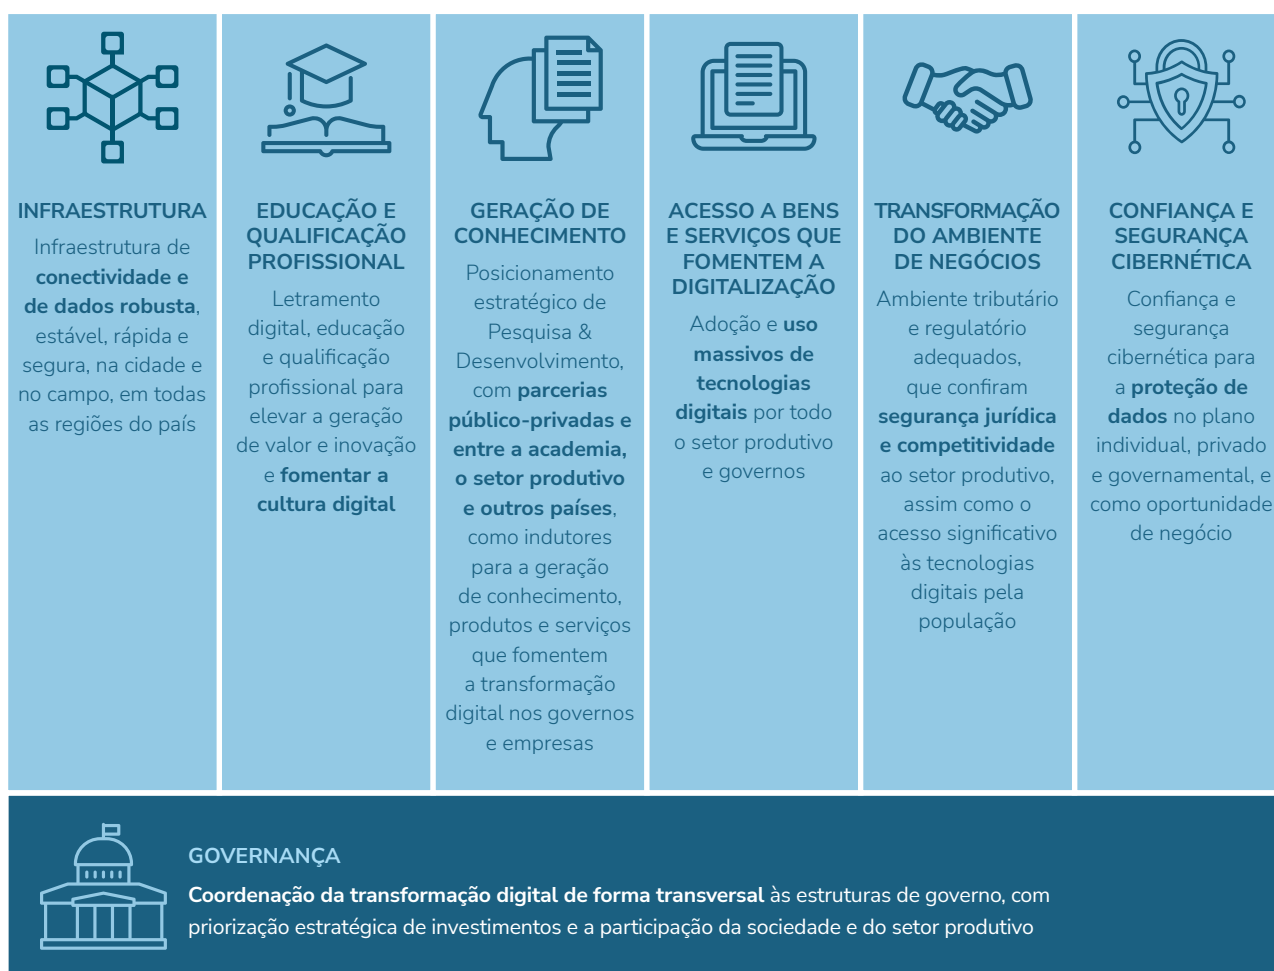 INFRAESTRUTURA
Infraestrutura de
conectividade e
de dados robusta,
estável, rápida e
segura, na cidade e
no campo, em todas
as regiões do país
EDUCAÇÃO E
QUALIFICAÇÃO
PROFISSIONAL
Letramento
digital, educação
e qualificação
profissional para
elevar a geração
de valor e inovação
e fomentar a
cultura digital
GERAÇÃO DE
CONHECIMENTO
Posicionamento
estratégico de
Pesquisa &
Desenvolvimento,
com parcerias
público-privadas e
entre a academia,
o setor produtivo
e outros países,
como indutores
para a geração
de conhecimento,
produtos e serviços
que fomentem
a transformação
digital nos governos
e empresas
ACESSO A BENS
E SERVIÇOS QUE
FOMENTEM A
DIGITALIZAÇÃO
Adoção e uso
massivos de
tecnologias
digitais por todo
o setor produtivo
e governos
TRANSFORMAÇÃO
DO AMBIENTE
DE NEGÓCIOS
Ambiente tributário
e regulatório
adequados,
que confiram
segurança jurídica
e competitividade
ao setor produtivo,
assim como o
acesso significativo
às tecnologias
digitais pela
população
CONFIANÇA E
SEGURANÇA
CIBERNÉTICA
Confiança e
segurança
cibernética para
a proteção de
dados no plano
individual, privado
e governamental, e
como oportunidade
de negócio
GOVERNANÇA
Coordenação da transformação digital de forma transversal às estruturas de governo, com
priorização estratégica de investimentos e a participação da sociedade e do setor produtivo